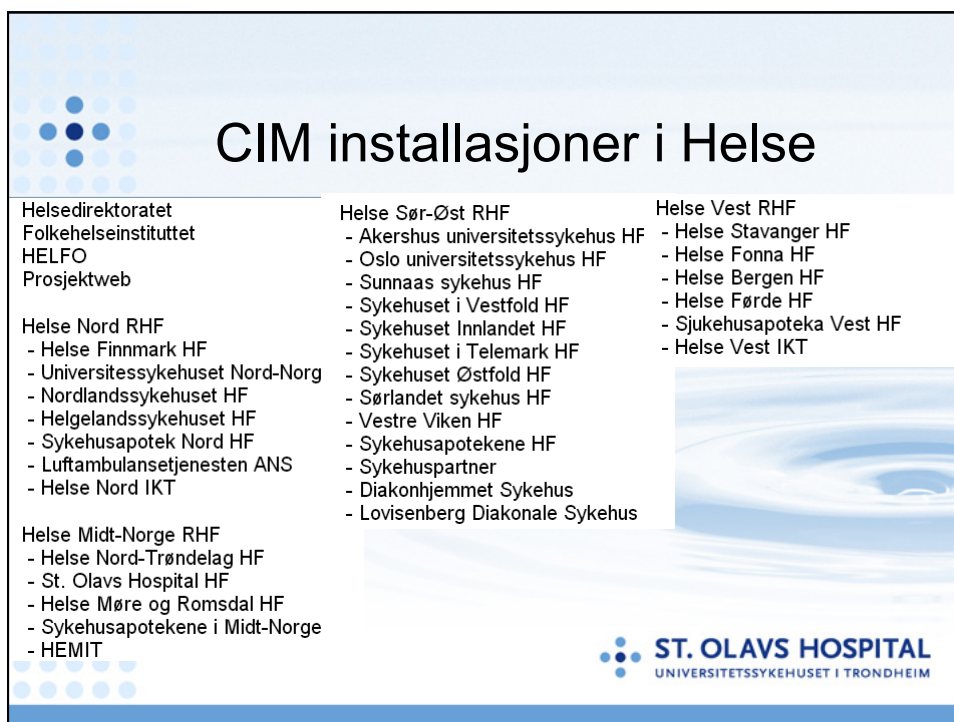 CIM installasjoner i Helse
Helsedirektoratet
Folkehelseinstituttet
HELFO
Prosjektweb
Helse Nord RHF
- Helse Finnmark HF
- Universitessykehuset Nord-Norg
- Nordlandssykehuset HF
- Helgelandssykehuset HF
- Sykehusapotek Nord HF
- Luftambulansetjenesten ANS
- Helse Nord IKT
Helse Midt-Norge RHF
- Helse Nord-Trøndelag HF
- St. Olavs Hospital HF
- Helse Møre og Romsdal HF
- Sykehusapotekene i Midt-Norge
- HEMIT
Helse Sør-Øst RHF
- Akershus universitetssykehus HF
- Oslo universitetssykehus HF
- Sunnaas sykehus HF
- Sykehuset i Vestfold HF
- Sykehuset Innlandet HF
- Sykehuset i Telemark HF
- Sykehuset Østfold HF
- Sørlandet sykehus HF
- Vestre Viken HF
- Sykehusapotekene HF
- Sykehuspartner
- Diakonhjemmet Sykehus
- Lovisenberg Diakonale Sykehus
Helse Vest RHF
- Helse Stavanger HF
- Helse Fonna HF
- Helse Bergen HF
- Helse Førde HF
- Sjukehusapoteka Vest HF
- Helse Vest IKT
ST. OLAVS HOSPITAL
UNIVERSITETSSYKEHUSET I TRONDHEIM